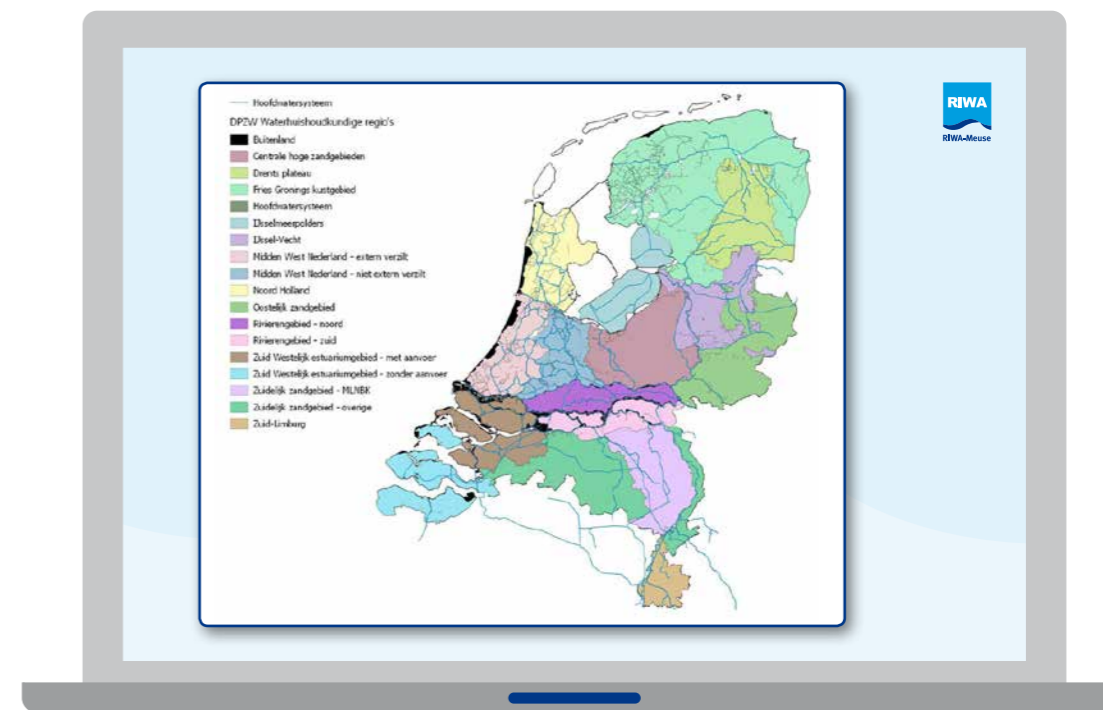 Hoofdwatersysteem
DPZW Waterhuishoudkundige regio's
Buitenland
Centrale hoge zandgebieden
Drents plateau
Fries Gronings kustgebied
Hoofdwatersysteem
IJsselmeerpolders
IJssel-Vecht
Midden West Nederland - extern verzilt
Midden West Nederland - niet extern verzilt
Noord Holland
Oostelijk zandgebied
Rivierengebied - noord
Rivierengebied - zuid
Zuid Westelijk estuariumgebied - met aanvoer
Zuid Westelijk estuariumgebied - zonder aanvoer
Zuidelijk zandgebied - MLNBK
Zuidelijk zandgebied - overige
Zuid-Limburg
RIWA
RIWA-Meuse